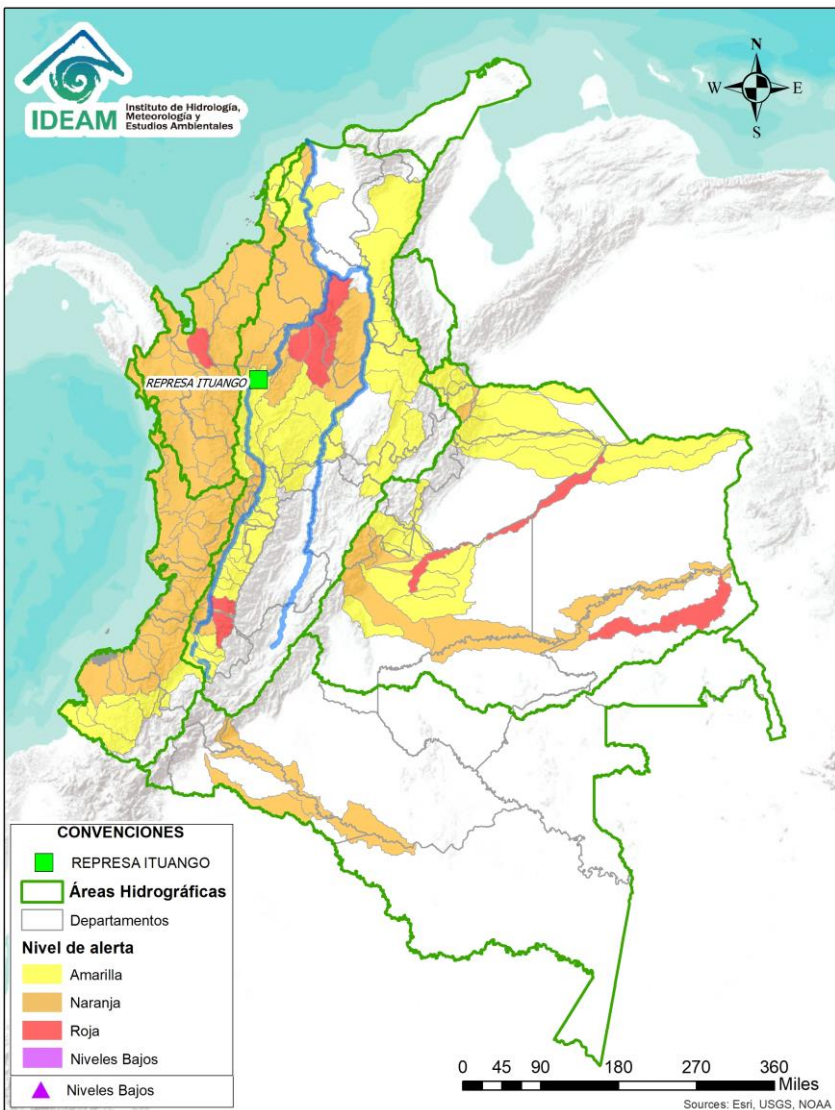 IDEAM
Instituto de Hidrología,
Meteorología y
Estudios Ambientales
N
W
E
S
REPRESA ITUANGO
CONVENCIONES
REPRESA ITUANGO
Áreas Hidrográficas
Departamentos
Nivel de alerta
Amarilla
Naranja
Roja
Niveles Bajos
Niveles Bajos
0 45 90 180 270 360
Miles
Sources: Esri, USGS, NOAA